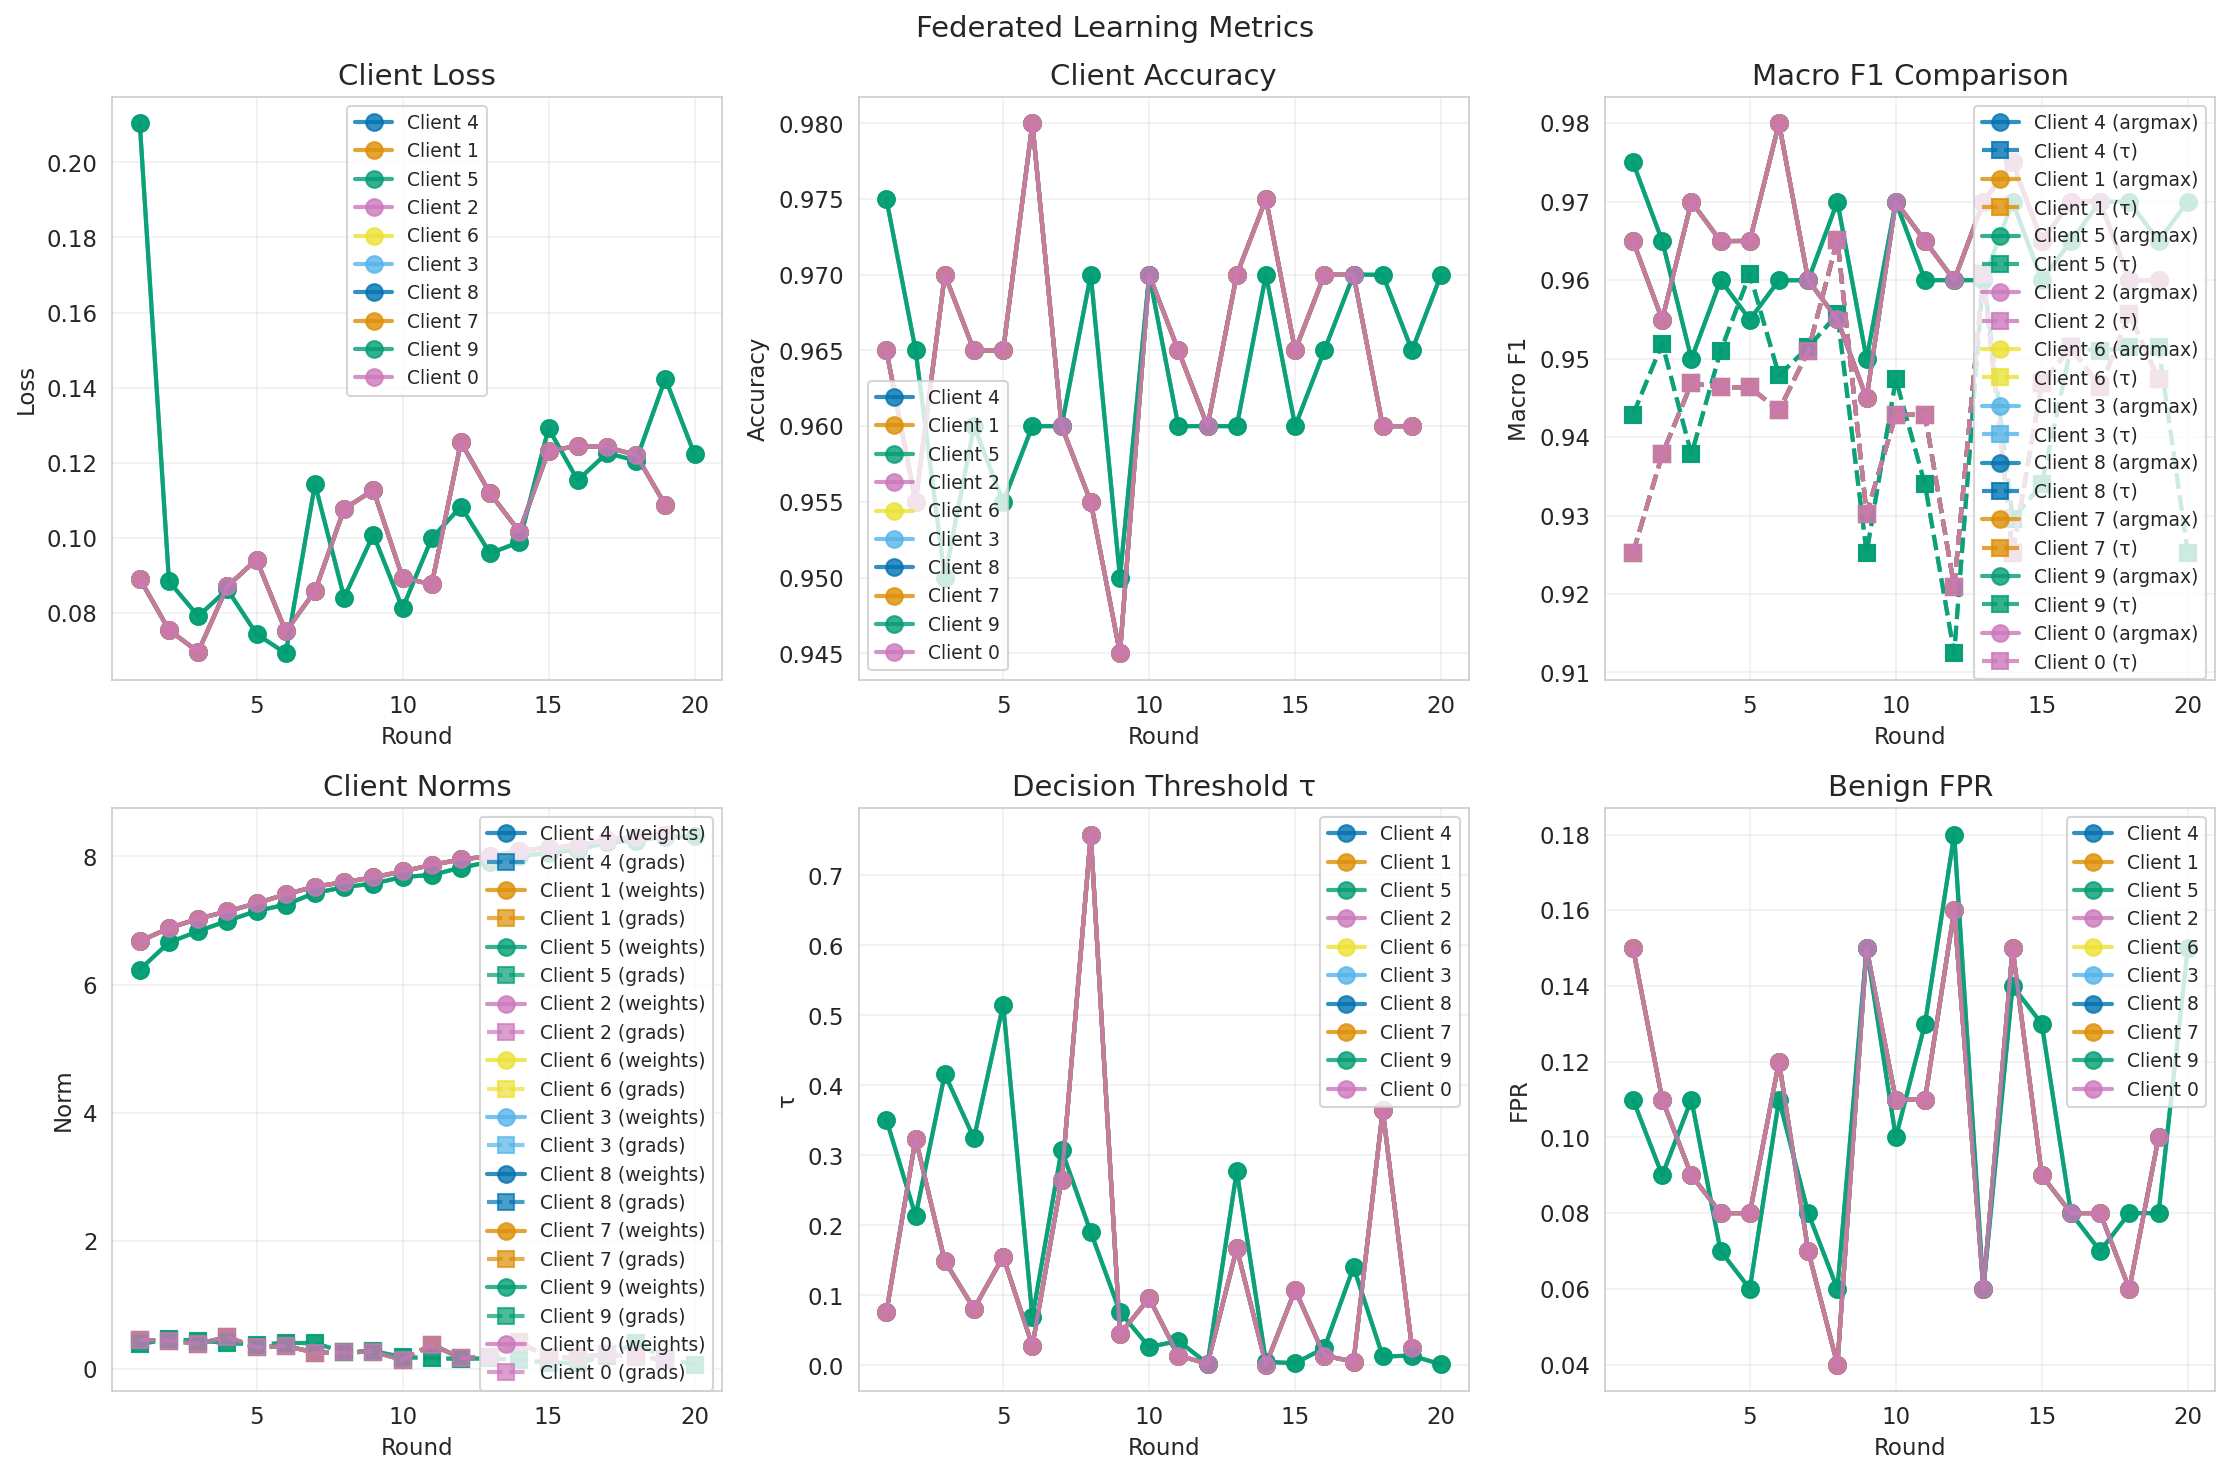 Federated Learning Metrics
Client Loss
Loss
0.20
0.18
0.16
0.14
0.12
0.10
0.08
5
10
15
20
Round
Client 4
Client 1
Client 5
Client 2
Client 6
Client 3
Client 8
Client 7
Client 9
Client 0
Client Accuracy
Accuracy
0.980
0.975
0.970
0.965
0.960
0.955
0.950
0.945
5
10
15
20
Round
Client 4
Client 1
Client 5
Client 2
Client 6
Client 3
Client 8
Client 7
Client 9
Client 0
Macro F1 Comparison
Macro F1
0.98
0.97
0.96
0.95
0.94
0.93
0.92
0.91
5
10
15
20
Round
Client 4 (argmax)
Client 4 (τ)
Client 1 (argmax)
Client 1 (τ)
Client 5 (argmax)
Client 5 (τ)
Client 2 (argmax)
Client 2 (τ)
Client 6 (argmax)
Client 6 (τ)
Client 3 (argmax)
Client 3 (τ)
Client 8 (argmax)
Client 8 (τ)
Client 7 (argmax)
Client 7 (τ)
Client 9 (argmax)
Client 9 (τ)
Client 0 (argmax)
Client 0 (τ)
Client Norms
Norm
8
6
4
2
0
5
10
15
20
Round
Client 4 (weights)
Client 4 (grads)
Client 1 (weights)
Client 1 (grads)
Client 5 (weights)
Client 5 (grads)
Client 2 (weights)
Client 2 (grads)
Client 6 (weights)
Client 6 (grads)
Client 3 (weights)
Client 3 (grads)
Client 8 (weights)
Client 8 (grads)
Client 7 (weights)
Client 7 (grads)
Client 9 (weights)
Client 9 (grads)
Client 0 (weights)
Client 0 (grads)
Decision Threshold τ
τ
0.7
0.6
0.5
0.4
0.3
0.2
0.1
0.0
5
10
15
20
Round
Client 4
Client 1
Client 5
Client 2
Client 6
Client 3
Client 8
Client 7
Client 9
Client 0
Benign FPR
FPR
0.18
0.16
0.14
0.12
0.10
0.08
0.06
0.04
5
10
15
20
Round
Client 4
Client 1
Client 5
Client 2
Client 6
Client 3
Client 8
Client 7
Client 9
Client 0